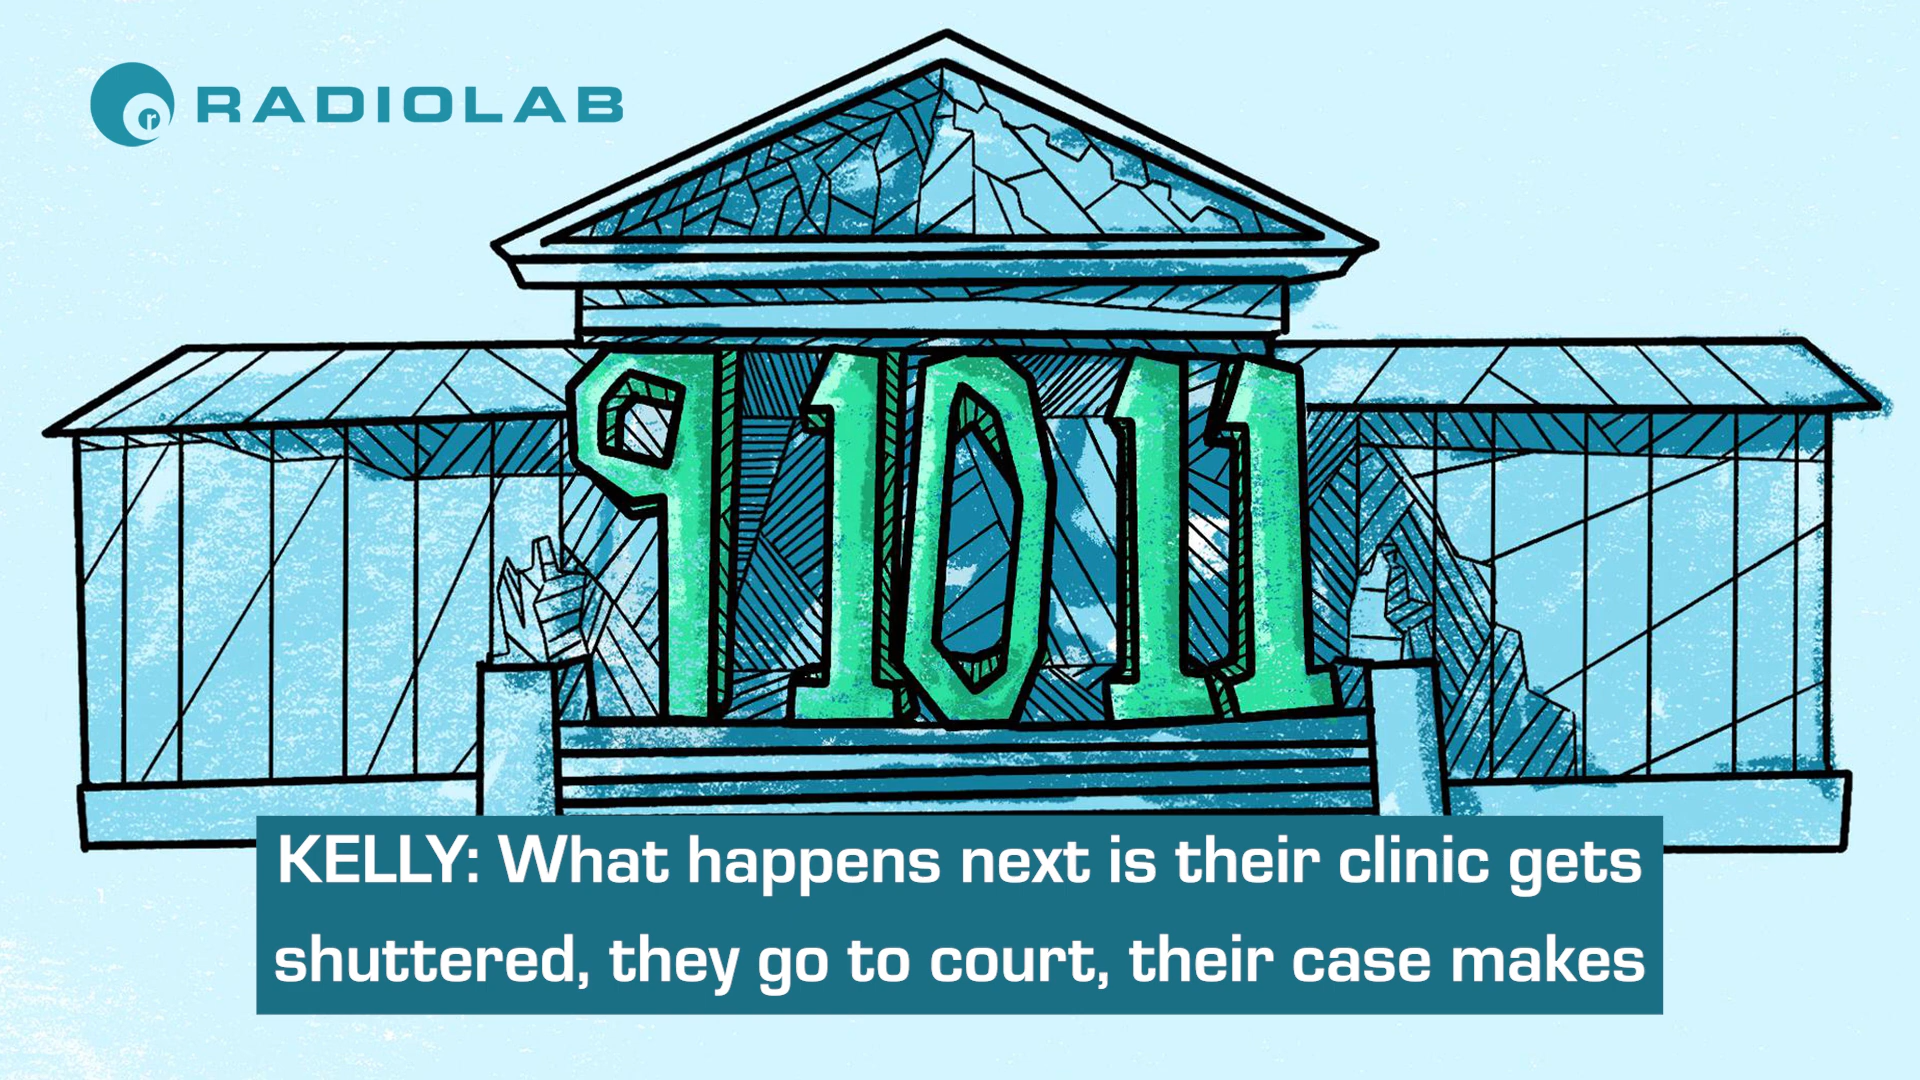 RADIOLAB
9 10 11
KELLY: What happens next is their clinic gets
shuttered, they go to court, their case makes